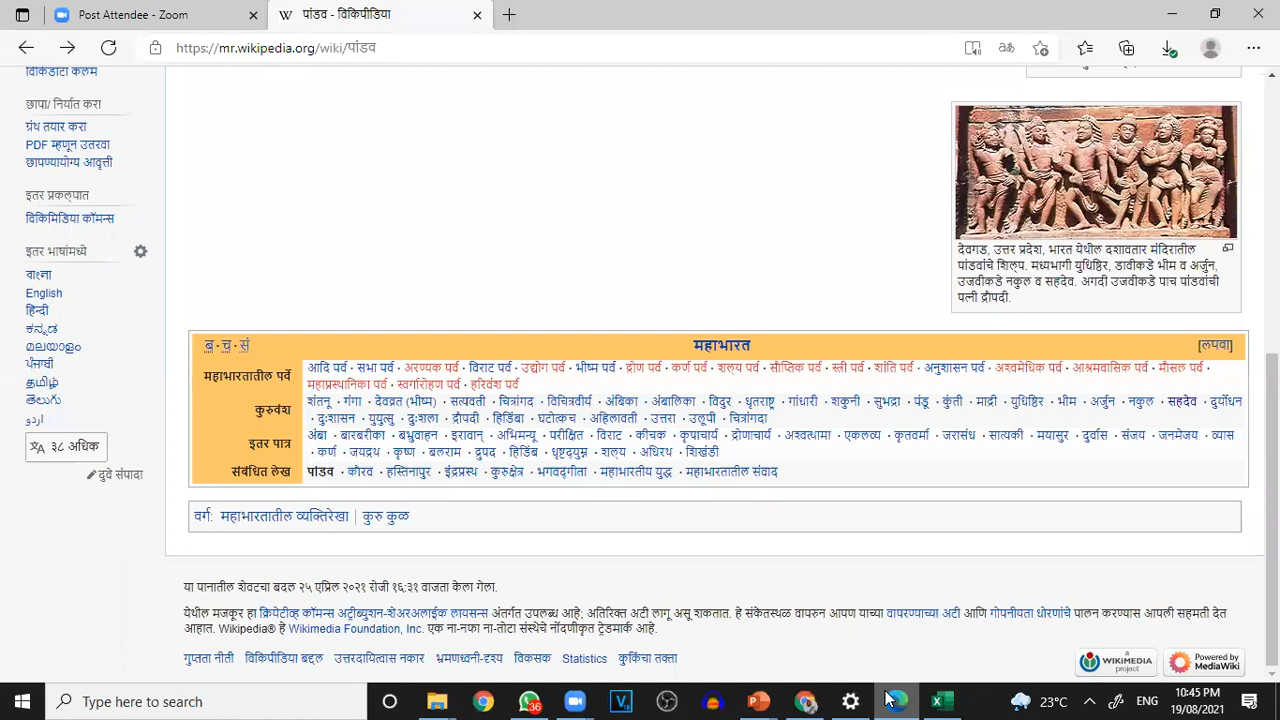 Post Attendee - Zoom
W पांडव - विकिपीडिया
https://mr.wikipedia.org/wiki/पांडव
विकिडाटा कलम
छापा/ निर्यात करा
ग्रंथ तयार करा
PDF म्हणून उतरवा
छापण्यायोग्य आवृत्ती
इतर प्रकल्पात
विकिमिडिया कॉमन्स
इतर भाषांमध्ये
বাংলা
English
हिन्दी
ಕನ್ನಡ
മലയാളം
ਪੰਜਾਬੀ
தமிழ்
తెలుగు
اردو
३८ अधिक
दुवे संपादा
देवगड, उत्तर प्रदेश, भारत येथील दशावतार मंदिरातील
पांडवांचे शिल्प. मध्यभागी युधिष्ठिर, डावीकडे भीम व अर्जुन,
उजवीकडे नकुल व सहदेव. अगदी उजवीकडे पाच पांडवांची
पत्नी द्रौपदी.
ब · च · सं महाभारत [लपवा]
महाभारतातील पर्वे आदि पर्व · सभा पर्व · अरण्यक पर्व · विराट पर्व · उद्योग पर्व · भीष्म पर्व · द्रोण पर्व · कर्ण पर्व · शल्य पर्व · सौप्तिक पर्व · स्त्री पर्व · शांति पर्व · अनुशासन पर्व · अश्वमेधिक पर्व · आश्रमवासिक पर्व · मौसल पर्व ·
महाप्रस्थानिका पर्व · स्वर्गारोहण पर्व · हरिवंश पर्व
कुरुवंश शंतनू · गंगा · देवव्रत (भीष्म) · सत्यवती · चित्रांगद · विचित्रवीर्य · अंबिका · अंबालिका · विदुर · धृतराष्ट्र · गांधारी · शकुनी · सुभद्रा · पंडू · कुंती · माद्री · युधिष्ठिर · भीम · अर्जुन · नकुल · सहदेव · दुर्योधन
· दुःशासन · युयुत्सु · दुःशला · द्रौपदी · हिडिंबा · घटोत्कच · अहिलावती · उत्तरा · उलूपी · चित्रांगदा
इतर पात्र अंबा · बारबरीका · बभ्रुवाहन · इरावान् · अभिमन्यू · परीक्षित · विराट · कीचक · कृपाचार्य · द्रोणाचार्य · अश्वत्थामा · एकलव्य · कृतवर्मा · जरासंध · सात्यकी · मयासुर · दुर्वास · संजय · जनमेजय · व्यास
· कर्ण · जयद्रथ · कृष्ण · बलराम · द्रुपद · हिडिंब · धृष्टद्युम्न · शल्य · अधिरथ · शिखंडी
संबंधित लेख पांडव · कौरव · हस्तिनापुर · इंद्रप्रस्थ · कुरुक्षेत्र · भगवद्‌गीता · महाभारतीय युद्ध · महाभारतातील संवाद
वर्ग: महाभारतातील व्यक्तिरेखा | कुरु कुळ
या पानातील शेवटचा बदल २५ एप्रिल २०२१ रोजी १६:३१ वाजता केला गेला.
येथील मजकूर हा क्रियेटीव्ह कॉमन्स अट्रीब्युशन-शेअरअलाईक लायसन्स अंतर्गत उपलब्ध आहे; अतिरिक्त अटी लागू असू शकतात. हे संकेतस्थळ वापरुन आपण याच्या वापरण्याच्या अटी आणि गोपनीयता धोरणांचे पालन करण्यास आपली सहमती देत
आहात. Wikipedia® हे Wikimedia Foundation, Inc. एक ना-नफा ना-तोटा संस्थेचे नोंदणीकृत ट्रेडमार्क आहे.
गुप्तता नीती विकिपीडिया बद्दल उत्तरदायित्वास नकार भ्रमणध्वनी-दृश्य विकसक Statistics कुकिंचा तक्ता
A WIKIMEDIA project
Powered by MediaWiki
Type here to search
36
23°C
ENG
10:45 PM
19/08/2021